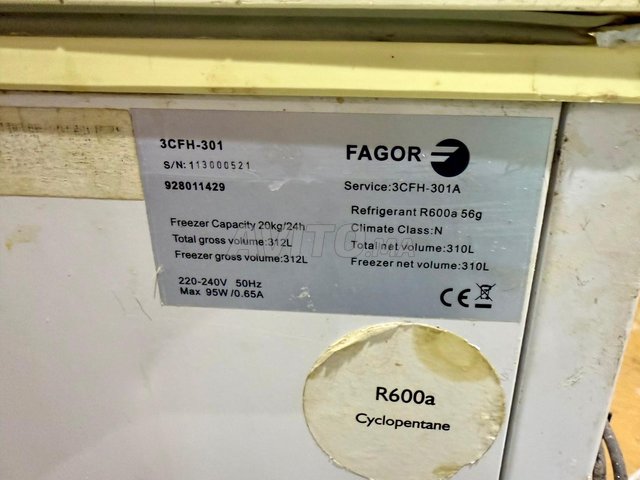 3CFH-301
S/N: 113000521
928011429
Freezer Capacity 20kg/24h
Total gross volume:312L
Freezer gross volume:312L
220-240V 50Hz
Max 95W/0.65A
FAGOR
Service:3CFH-301A
Refrigerant R600a 56g
Climate Class:N
Total net volume:310L
Freezer net volume:310L
CE
AVITO.ma
R600a
Cyclopentane